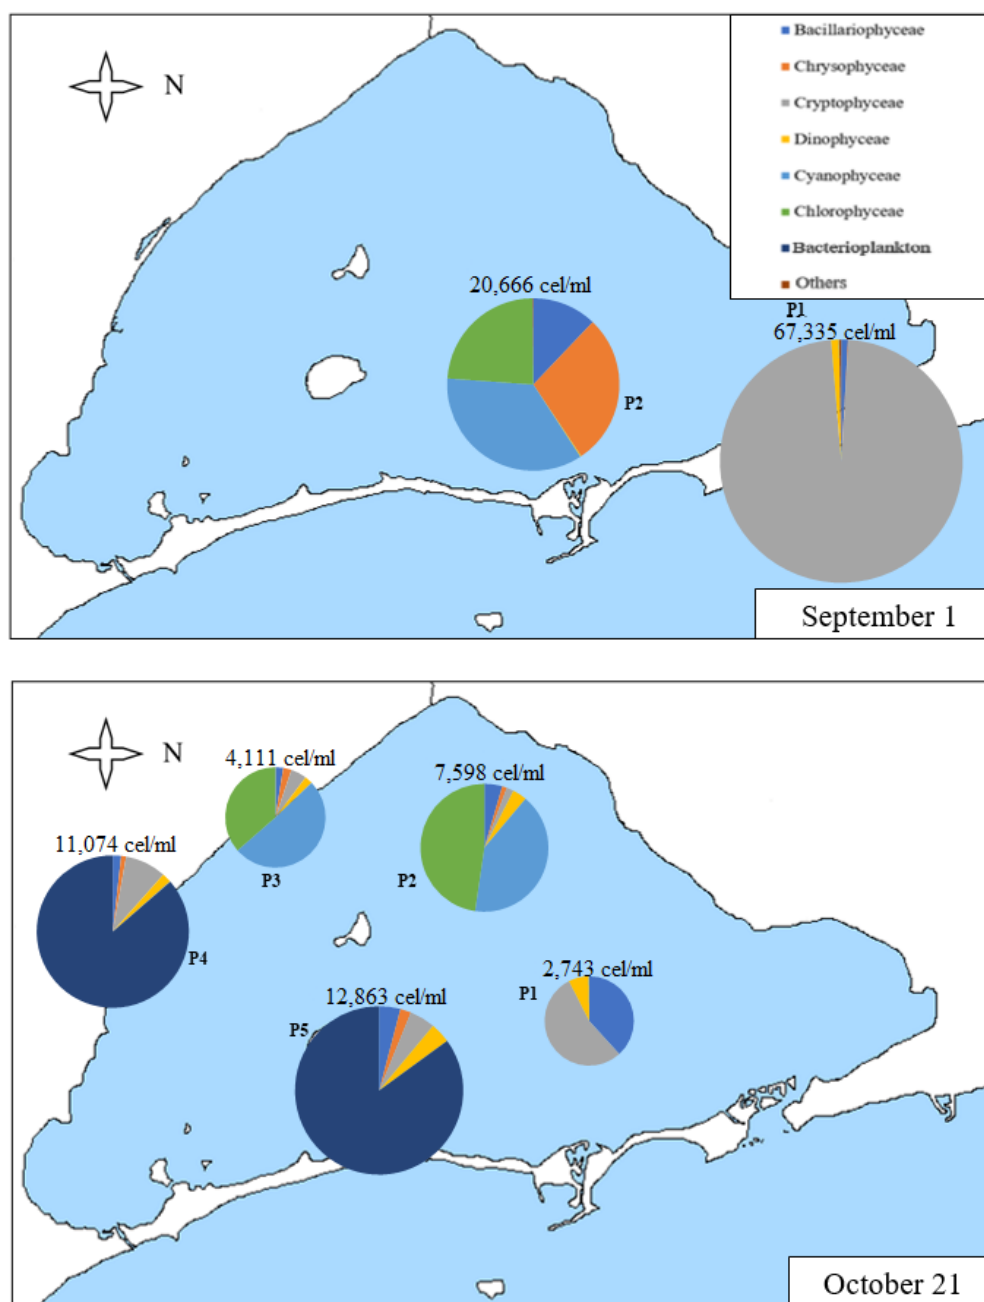 N
Bacillariophyceae
Chrysophyceae
Cryptophyceae
Dinophyceae
Cyanophyceae
Chlorophyceae
Bacterioplankton
Others
20,666 cel/ml
P2
P1
67,335 cel/ml
September 1
N
4,111 cel/ml
P3
7,598 cel/ml
P2
11,074 cel/ml
P4
12,863 cel/ml
P5
2,743 cel/ml
P1
October 21